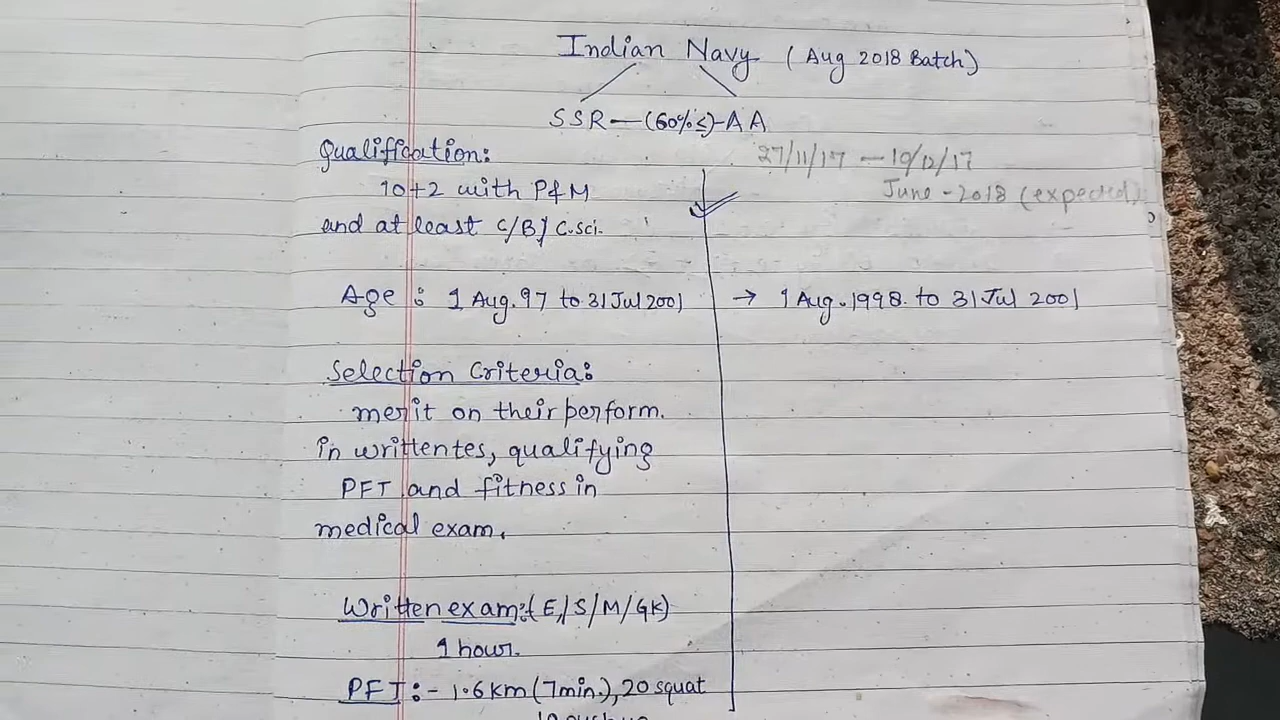 Indian Navy (Aug 2018 Batch)
SSR — (60%≤) - AA
27/11/17 — 10/12/17
Qualification:
10+2 with P&M
June - 2018 (expected)
and at least C/B/ C.sci.
Age : 1 Aug. 97 to 31 Jul 2001 → 1 Aug. 1998. to 31 Jul 2001
Selection Criteria:
merit on their perform.
in writtentes, qualifying
PFT and fitness in
medical exam.
Written exam:( E/S/M/GK)
1 hour.
PFT :- 1.6 km (7min.), 20 squat